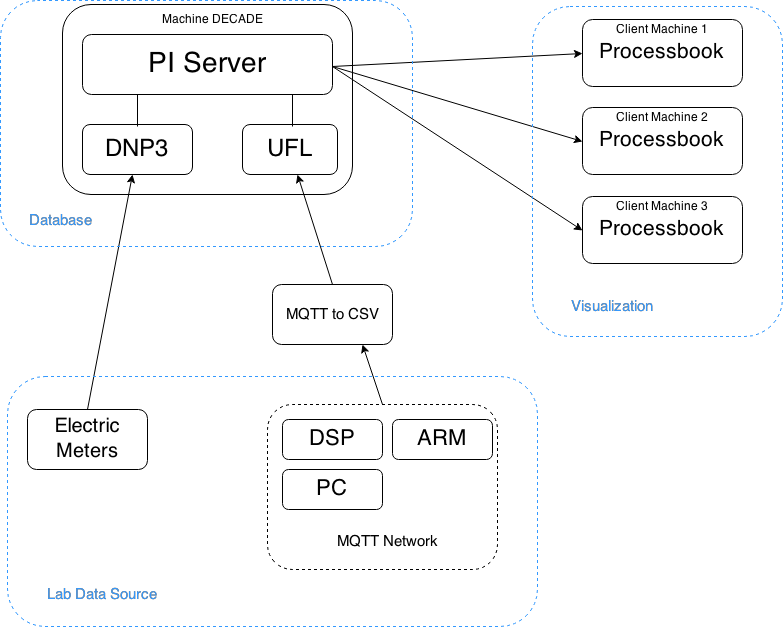 Machine DECADE
PI Server
DNP3
UFL
Database
Client Machine 1
Processbook
Client Machine 2
Processbook
Client Machine 3
Processbook
Visualization
MQTT to CSV
Electric
Meters
DSP
ARM
PC
MQTT Network
Lab Data Source